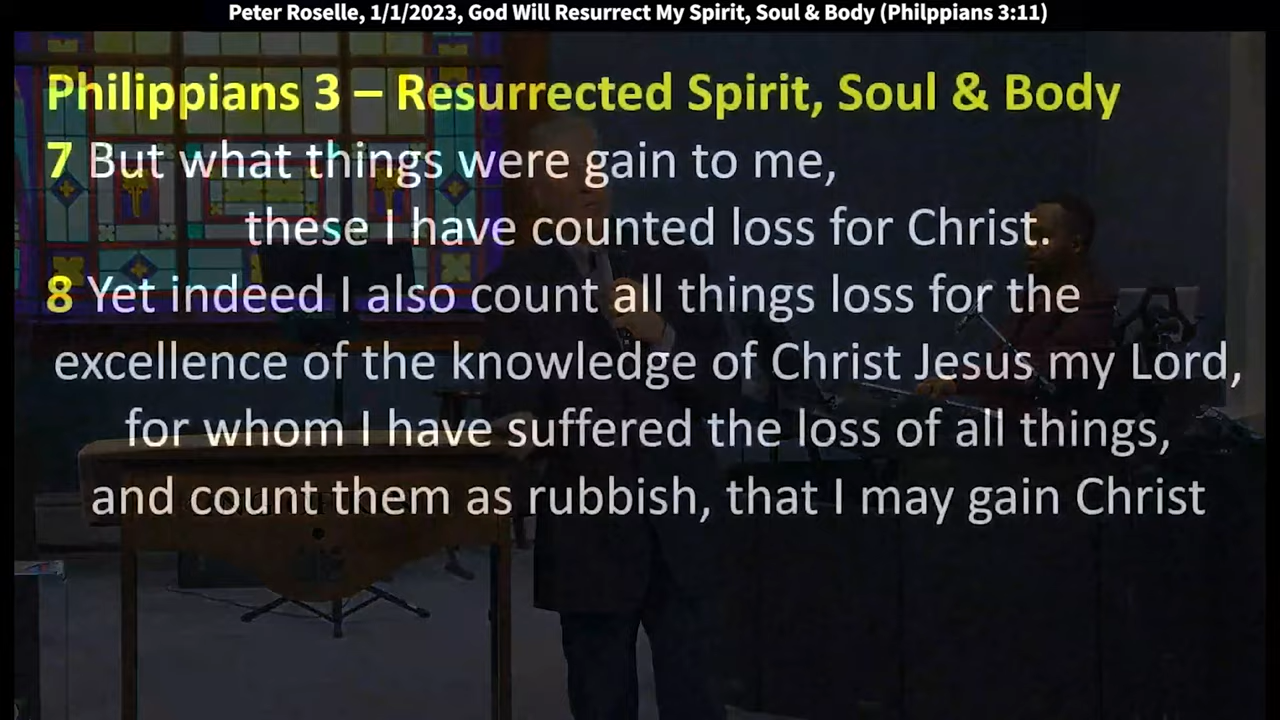 Peter Roselle, 1/1/2023, God Will Resurrect My Spirit, Soul & Body (Philppians 3:11)
Philippians 3 – Resurrected Spirit, Soul & Body
7 But what things were gain to me,
these I have counted loss for Christ.
8 Yet indeed I also count all things loss for the
excellence of the knowledge of Christ Jesus my Lord,
for whom I have suffered the loss of all things,
and count them as rubbish, that I may gain Christ